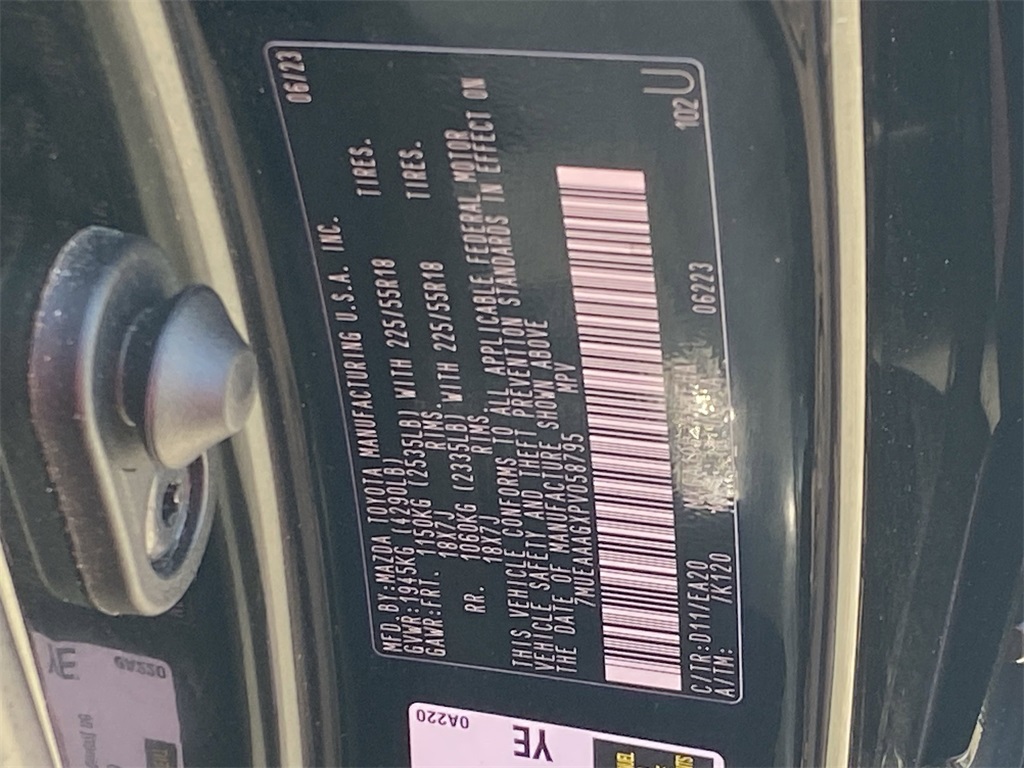 06/23
MFD.BY:MAZDA TOYOTA MANUFACTURING U.S.A. INC.
GVWR:1945KG (4290LB)
GAWR:FRT. 1150KG (2535LB) WITH 225/55R18 TIRES.
18X7J RIMS.
RR. 1060KG (2335LB) WITH 225/55R18 TIRES.
18X7J RIMS.
THIS VEHICLE CONFORMS TO ALL APPLICABLE FEDERAL MOTOR
VEHICLE SAFETY AND THEFT PREVENTION STANDARDS IN EFFECT ON
THE DATE OF MANUFACTURE SHOWN ABOVE
7MUEAAAGXPV058795 MPV
C/TR:D11/EA20 06223
A/TM: /K120
102 U
0A220
YE
0A220
YE